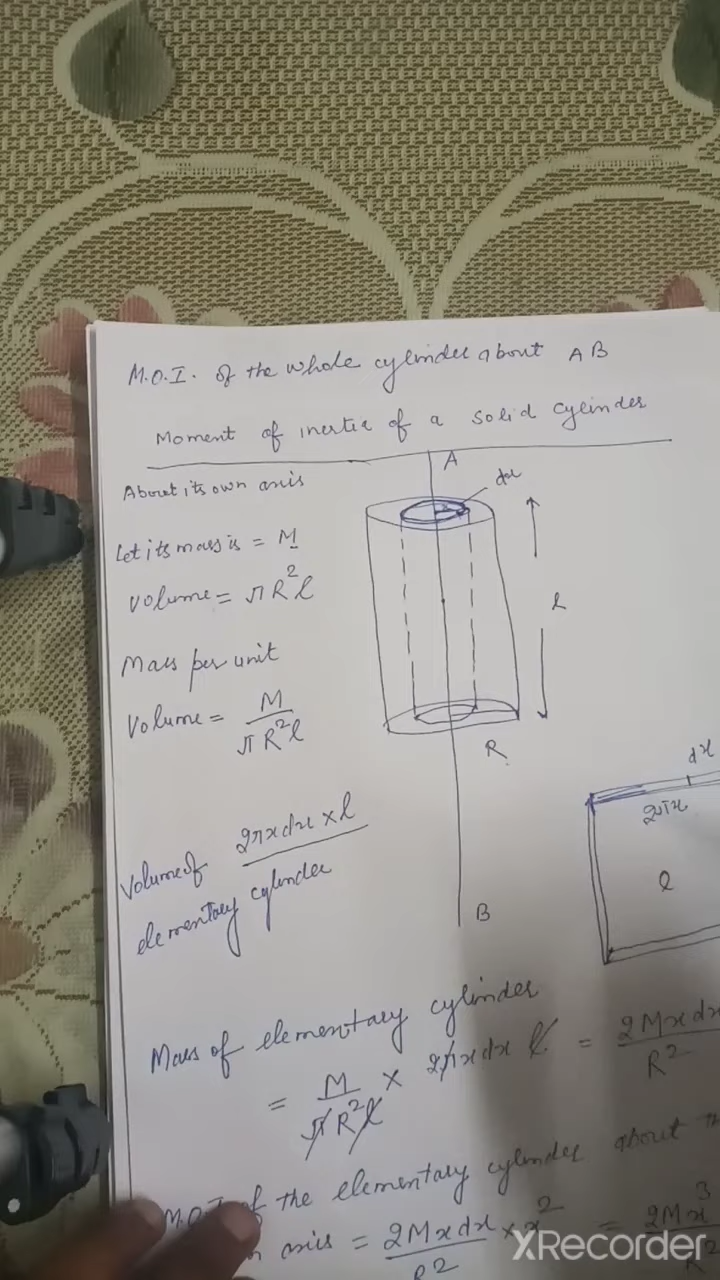 M.O.I. of the whole cylinder about AB
Moment of inertia of a solid cylinder
About its own axis
A
dx
Let its mass is = M
Volume = πR²l
l
Mass per unit
Volume = M/πR²l
R
dx
2πx
l
Volume of 2πxdx × l
elementary cylinder
B
Mass of elementary cylinder
= M/πR²l × 2πxdx l = 2Mxdx/R²
M.O.I of the elementary cylinder about
axis = 2Mxdx/R² × x² = 2Mx³
XRecorder